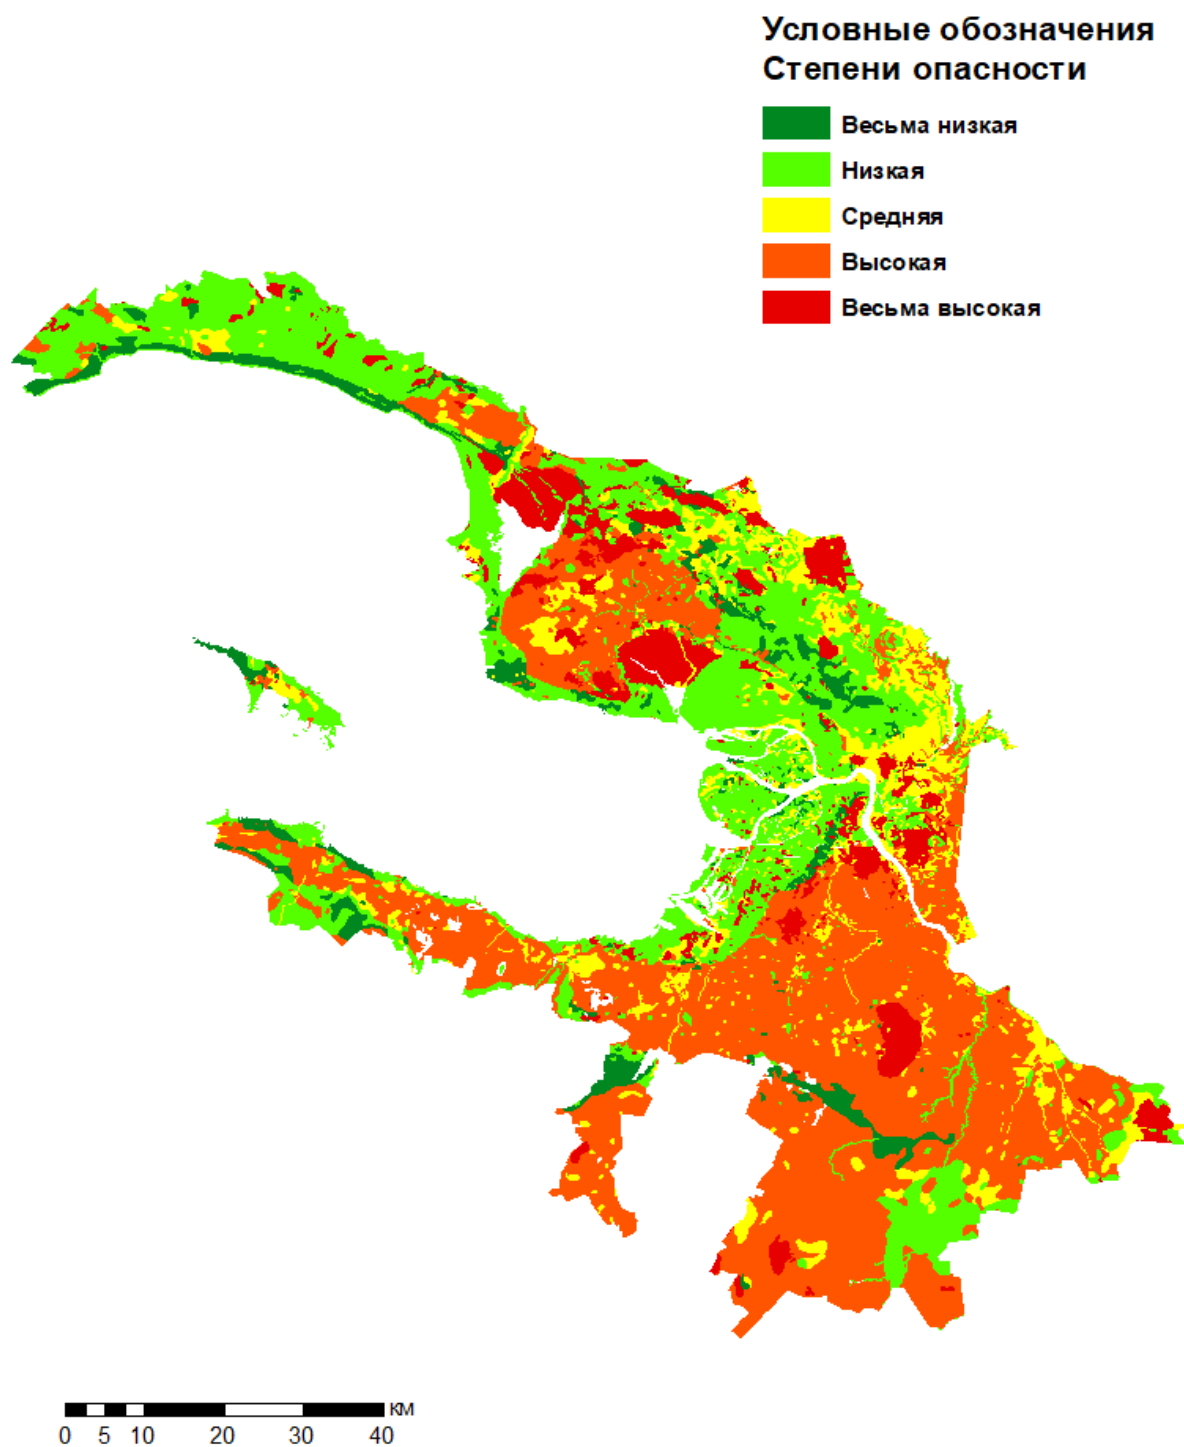 Условные обозначения
Степени опасности
Весьма низкая
Низкая
Средняя
Высокая
Весьма высокая
КМ
0 5 10 20 30 40